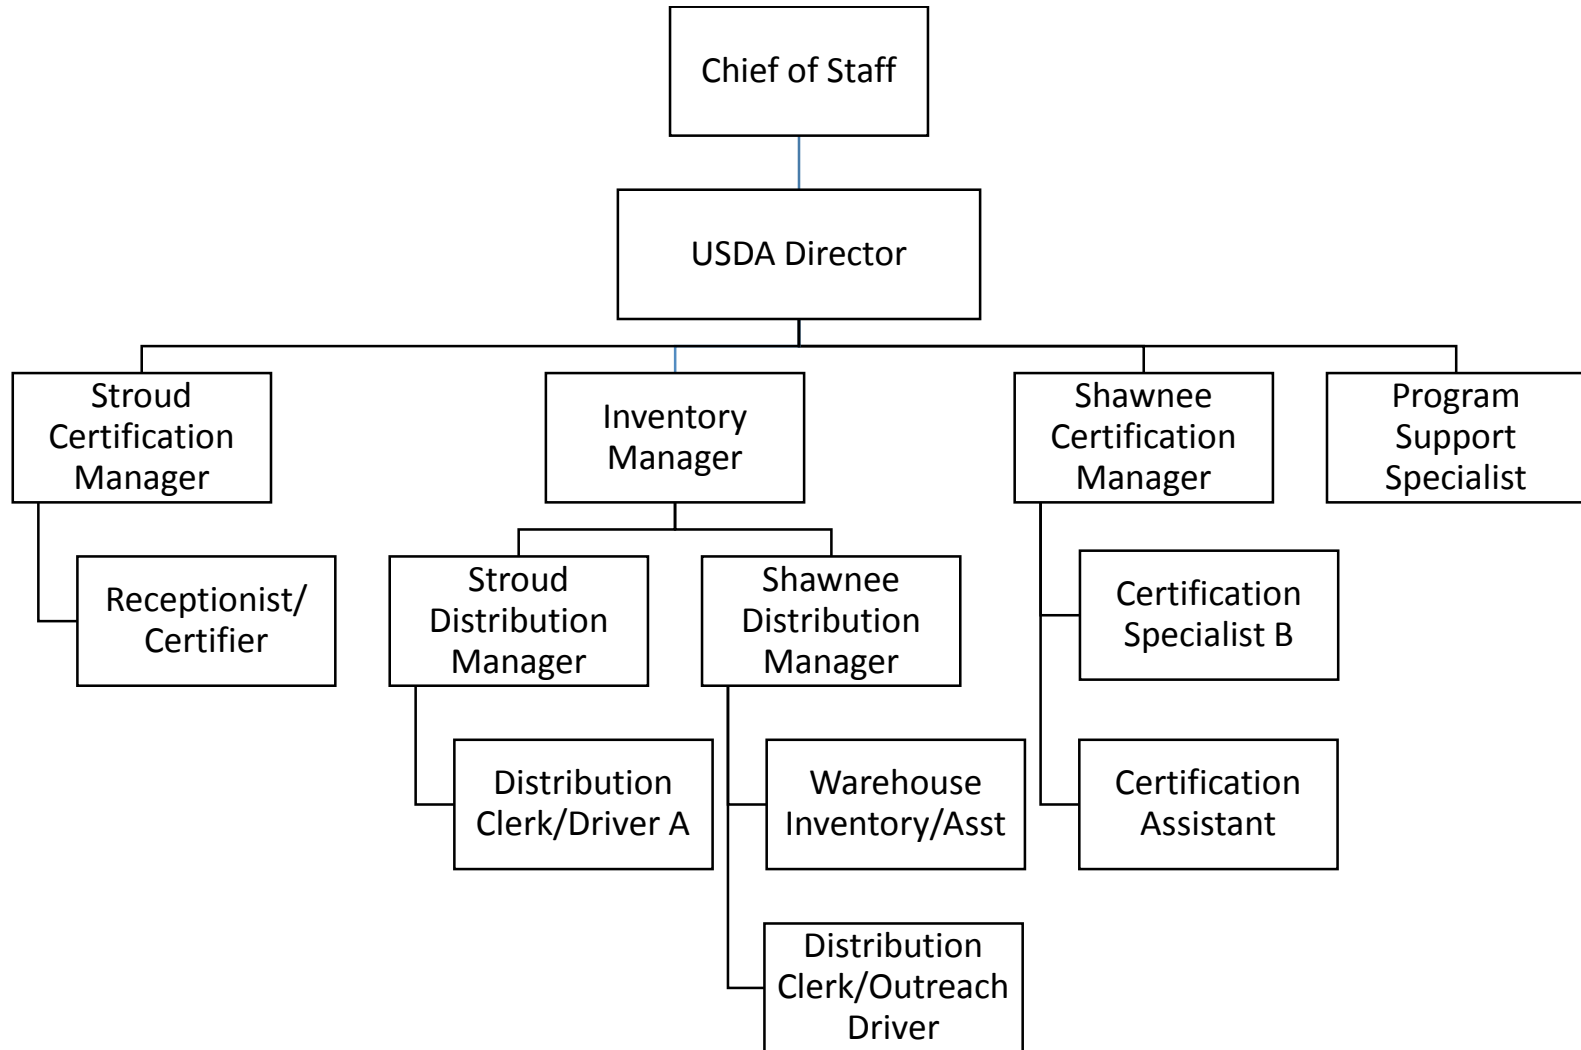 Chief of Staff
USDA Director
Stroud
Certification
Manager
Inventory
Manager
Shawnee
Certification
Manager
Program
Support
Specialist
Receptionist/
Certifier
Stroud
Distribution
Manager
Shawnee
Distribution
Manager
Certification
Specialist B
Distribution
Clerk/Driver A
Warehouse
Inventory/Asst
Certification
Assistant
Distribution
Clerk/Outreach
Driver